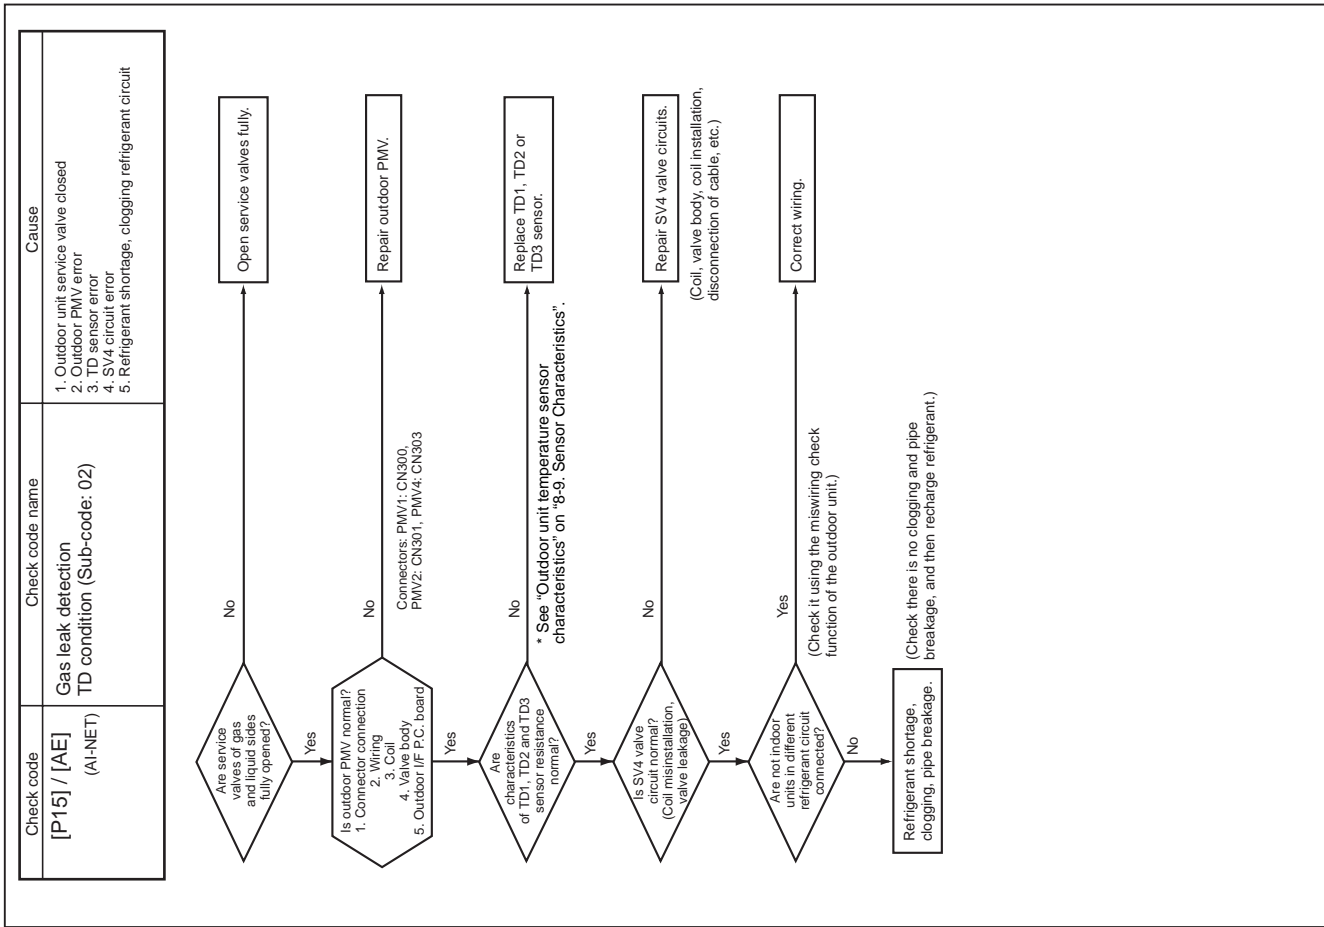 Check code
Check code name
Cause
[P15] / [AE]
(AI-NET)
Gas leak detection
TD condition (Sub-code: 02)
1. Outdoor unit service valve closed
2. Outdoor PMV error
3. TD sensor error
4. SV4 circuit error
5. Refrigerant shortage, clogging refrigerant circuit
Are service
valves of gas
and liquid sides
fully opened?
No
Open service valves fully.
Yes
Is outdoor PMV normal?
1. Connector connection
2. Wiring
3. Coil
4. Valve body
5. Outdoor I/F P.C. board
No
Repair outdoor PMV.
Connectors: PMV1: CN300,
PMV2: CN301, PMV4: CN303
Yes
Are
characteristics
of TD1, TD2 and TD3
sensor resistance
normal?
No
Replace TD1, TD2 or
TD3 sensor.
* See “Outdoor unit temperature sensor
characteristics” on “8-9. Sensor Characteristics”.
Yes
Is SV4 valve
circuit normal?
(Coil misinstallation,
valve leakage)
No
Repair SV4 valve circuits.
(Coil, valve body, coil installation,
disconnection of cable, etc.)
Yes
Are not indoor
units in different
refrigerant circuit
connected?
Yes
Correct wiring.
(Check it using the miswiring check
function of the outdoor unit.)
No
Refrigerant shortage,
clogging, pipe breakage.
(Check there is no clogging and pipe
breakage, and then recharge refrigerant.)